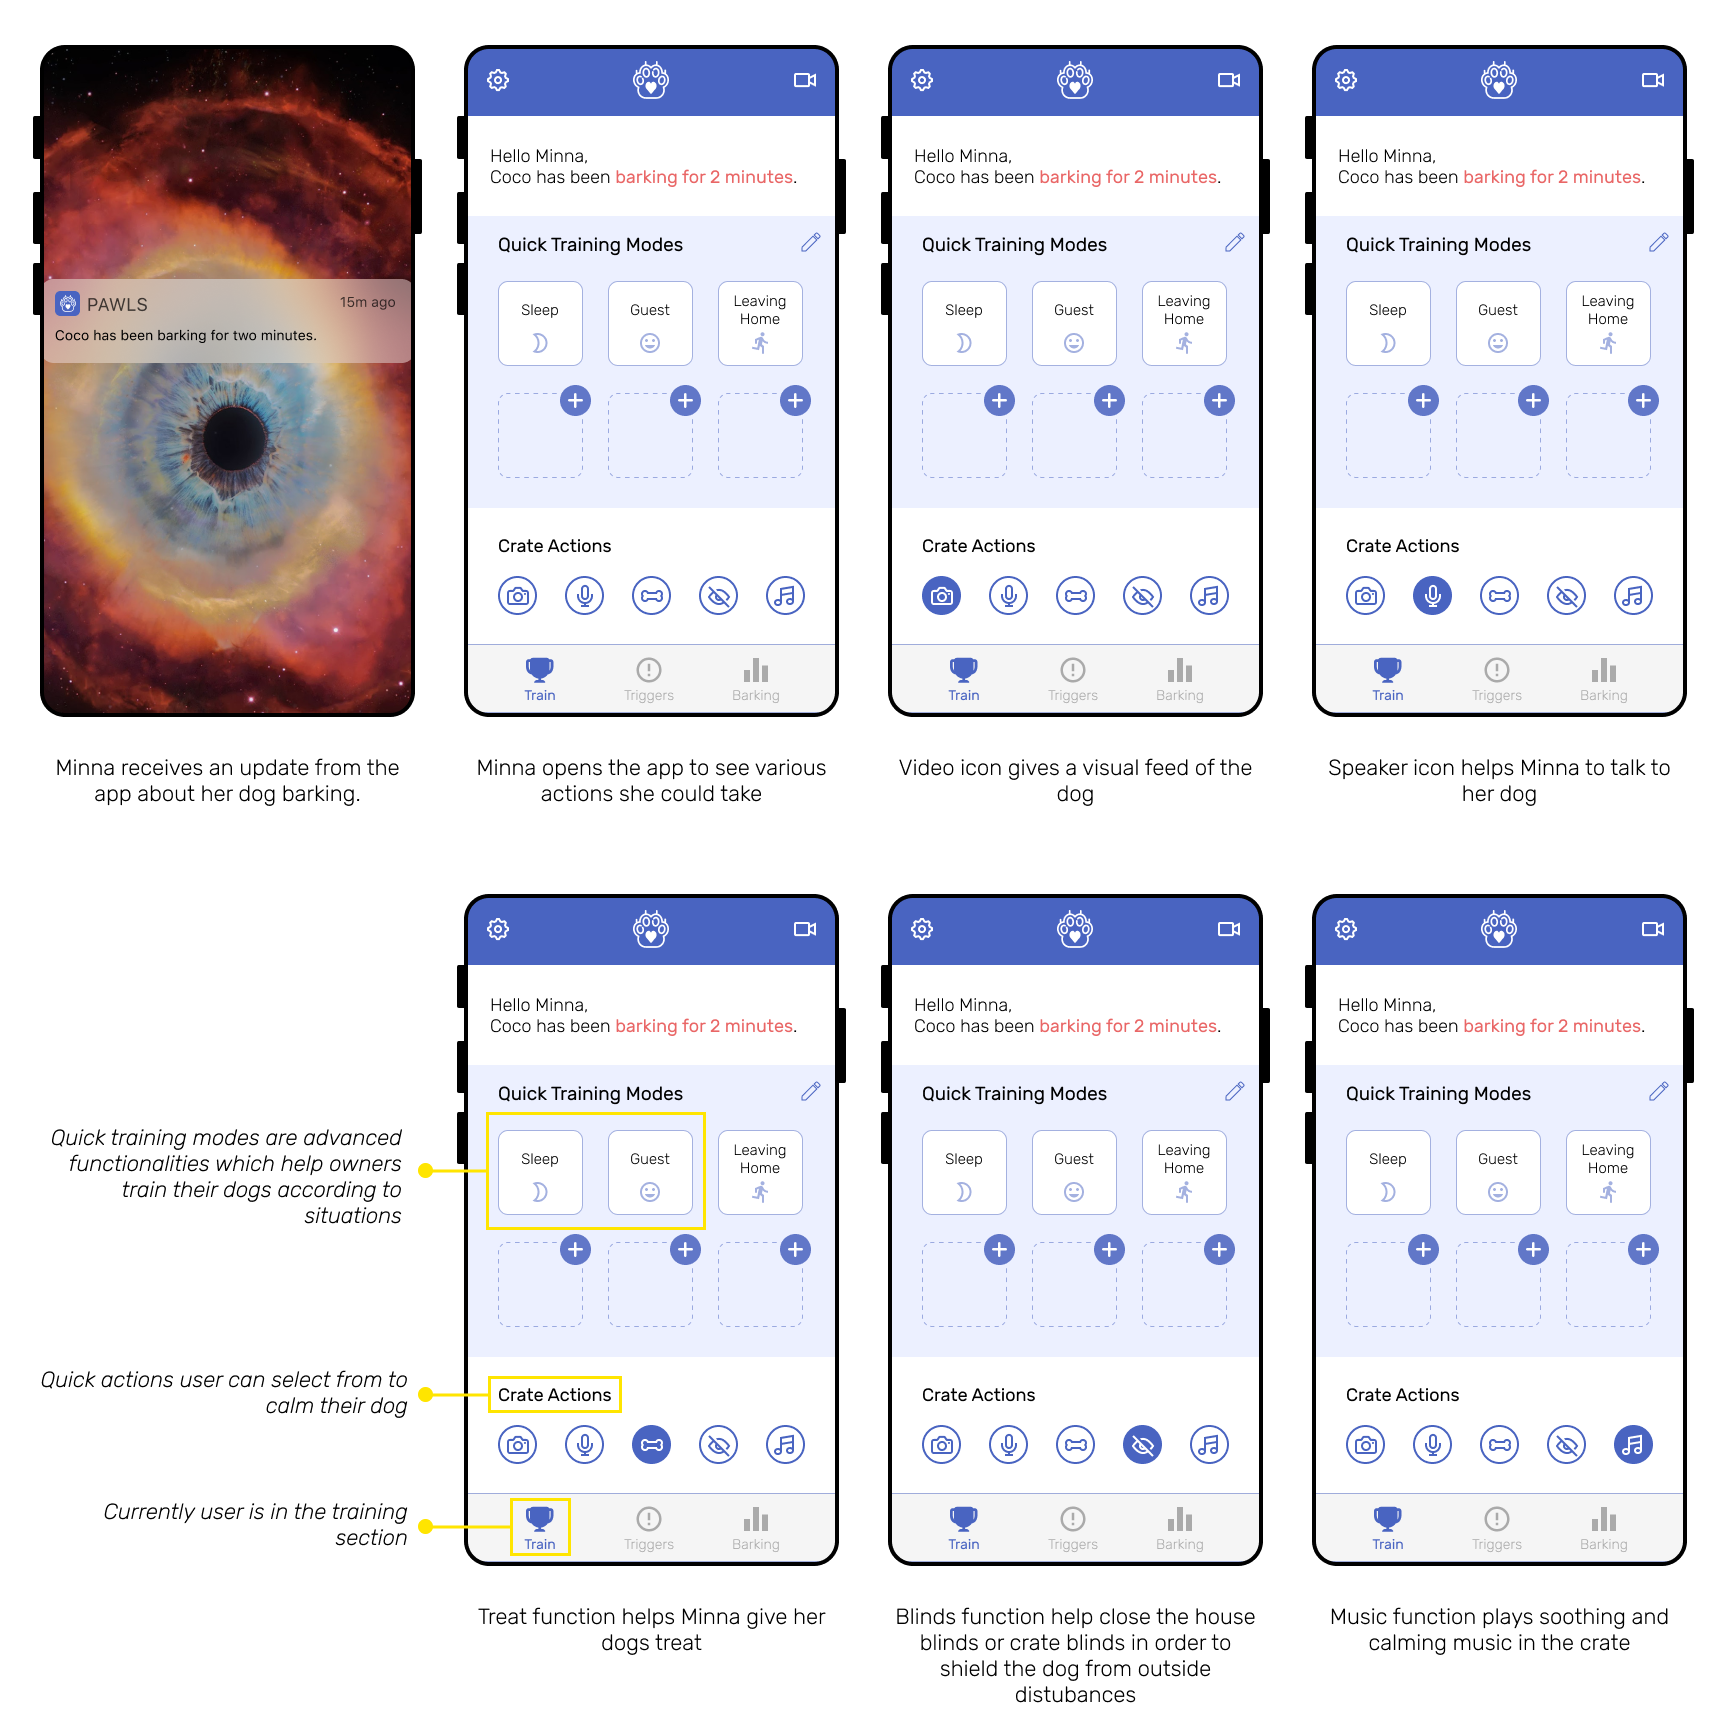 PAWLS
15m ago
Coco has been barking for two minutes.
Minna receives an update from the
app about her dog barking.
Hello Minna,
Coco has been barking for 2 minutes.
Quick Training Modes
Sleep
Guest
Leaving
Home
Crate Actions
Train
Triggers
Barking
Minna opens the app to see various
actions she could take
Hello Minna,
Coco has been barking for 2 minutes.
Quick Training Modes
Sleep
Guest
Leaving
Home
Crate Actions
Train
Triggers
Barking
Video icon gives a visual feed of the
dog
Hello Minna,
Coco has been barking for 2 minutes.
Quick Training Modes
Sleep
Guest
Leaving
Home
Crate Actions
Train
Triggers
Barking
Speaker icon helps Minna to talk to
her dog
Quick training modes are advanced
functionalities which help owners
train their dogs according to
situations
Quick actions user can select from to
calm their dog
Currently user is in the training
section
Hello Minna,
Coco has been barking for 2 minutes.
Quick Training Modes
Sleep
Guest
Leaving
Home
Crate Actions
Train
Triggers
Barking
Treat function helps Minna give her
dogs treat
Hello Minna,
Coco has been barking for 2 minutes.
Quick Training Modes
Sleep
Guest
Leaving
Home
Crate Actions
Train
Triggers
Barking
Blinds function help close the house
blinds or crate blinds in order to
shield the dog from outside
distubances
Hello Minna,
Coco has been barking for 2 minutes.
Quick Training Modes
Sleep
Guest
Leaving
Home
Crate Actions
Train
Triggers
Barking
Music function plays soothing and
calming music in the crate